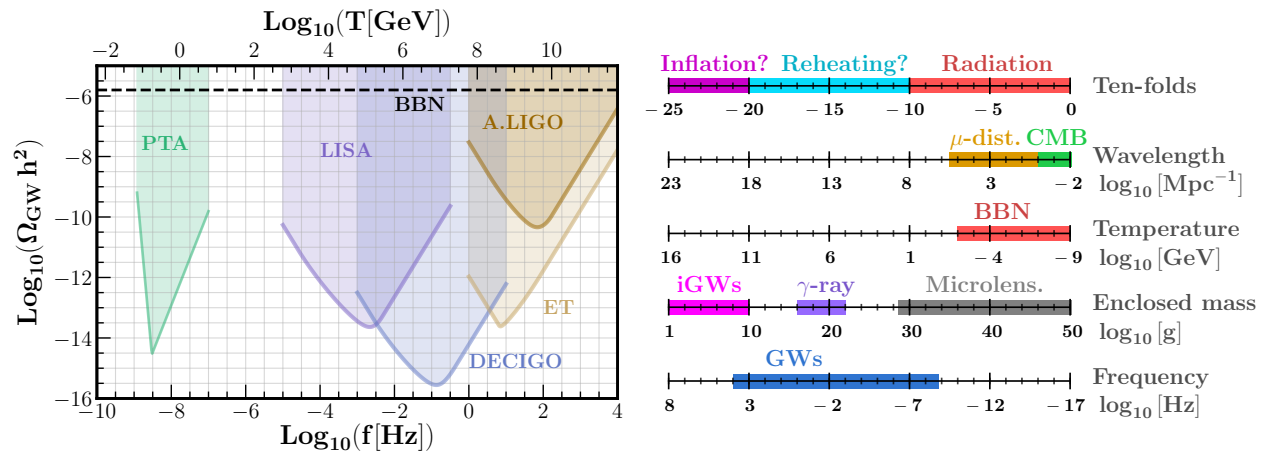 Log₁₀(T[GeV])
−2 0 2 4 6 8 10
Log₁₀(Ω_GW h²)
−6
−8
−10
−12
−14
−16
BBN
PTA
LISA
A.LIGO
ET
DECIGO
−10 −8 −6 −4 −2 0 2 4
Log₁₀(f[Hz])
Inflation? Reheating? Radiation
Ten-folds
−25 −20 −15 −10 −5 0
μ-dist. CMB
Wavelength
23 18 13 8 3 −2
log₁₀ [Mpc⁻¹]
BBN
Temperature
16 11 6 1 −4 −9
log₁₀ [GeV]
iGWs γ-ray Microlens.
Enclosed mass
1 10 20 30 40 50
log₁₀ [g]
GWs
Frequency
8 3 −2 −7 −12 −17
log₁₀ [Hz]